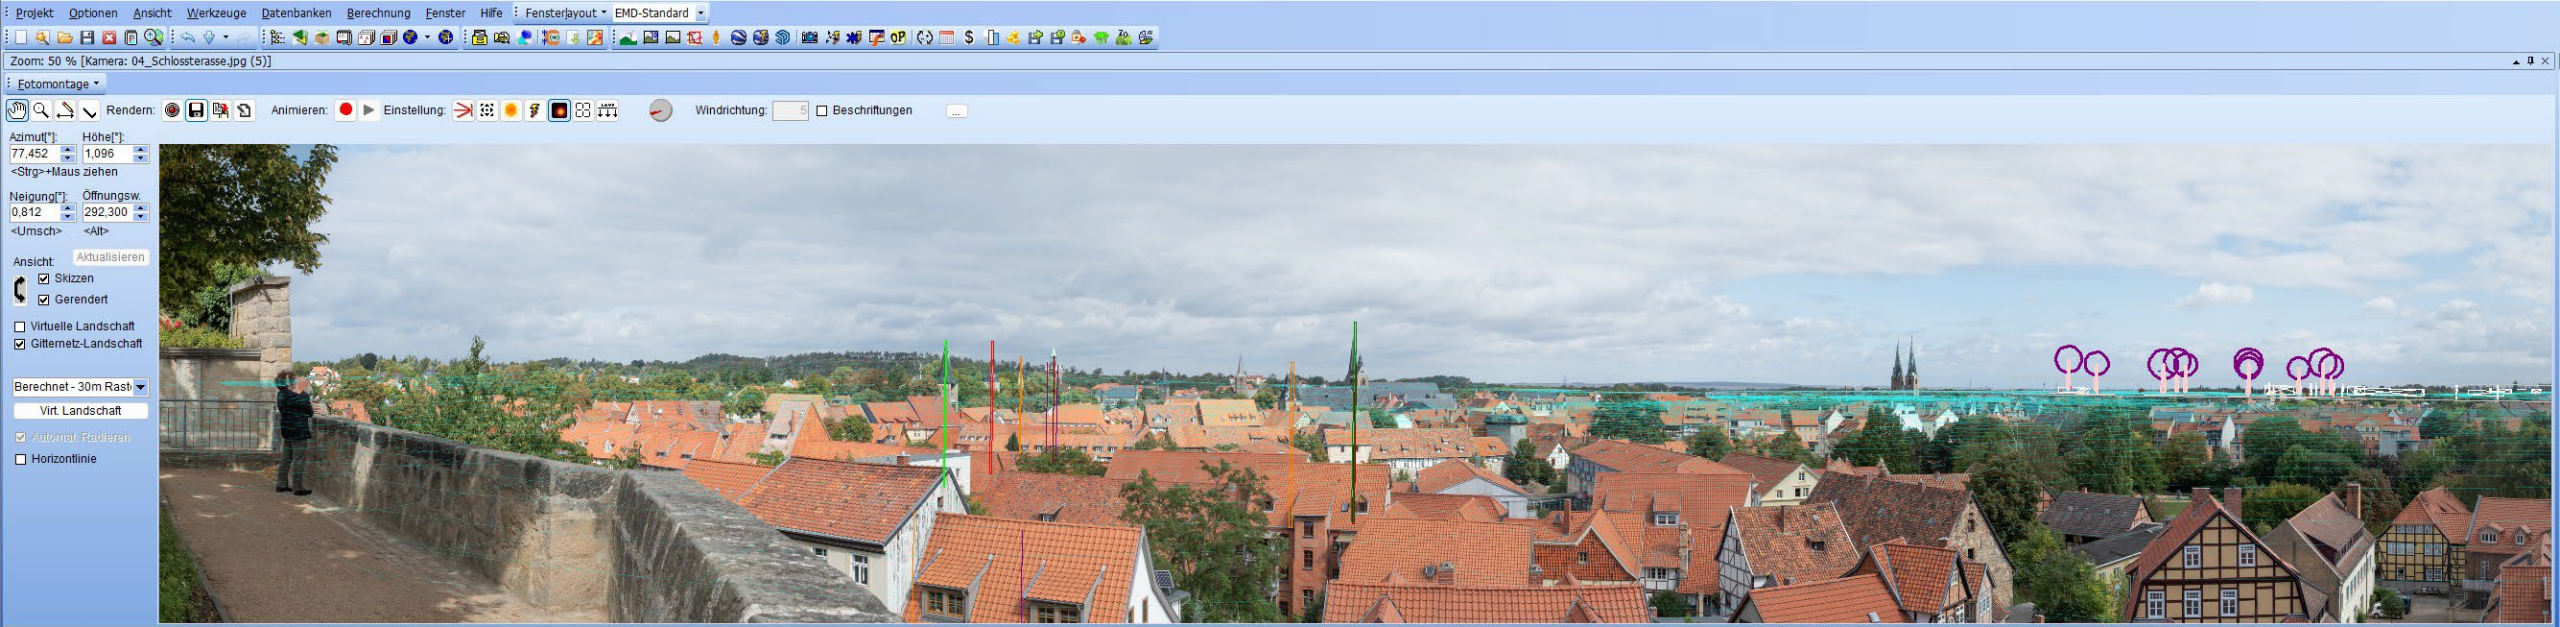 Projekt Optionen Ansicht Werkzeuge Datenbanken Berechnung Fenster Hilfe Fensterlayout EMD-Standard
Zoom: 50 % [Kamera: 04_Schlossterasse.jpg (5)]
Fotomontage
Rendern: Animieren: Einstellung: Windrichtung: 5 Beschriftungen ...
Azimut[°]: Höhe[°]:
77,452 1,096
<Strg>+Maus ziehen
Neigung[°]: Öffnungsw.
0,812 292,300
<Umsch> <Alt>
Aktualisieren
Ansicht:
Skizzen
Gerendert
Virtuelle Landschaft
Gitternetz-Landschaft
Berechnet - 30m Rast
Virt. Landschaft
Automat. Radieren
Horizontlinie